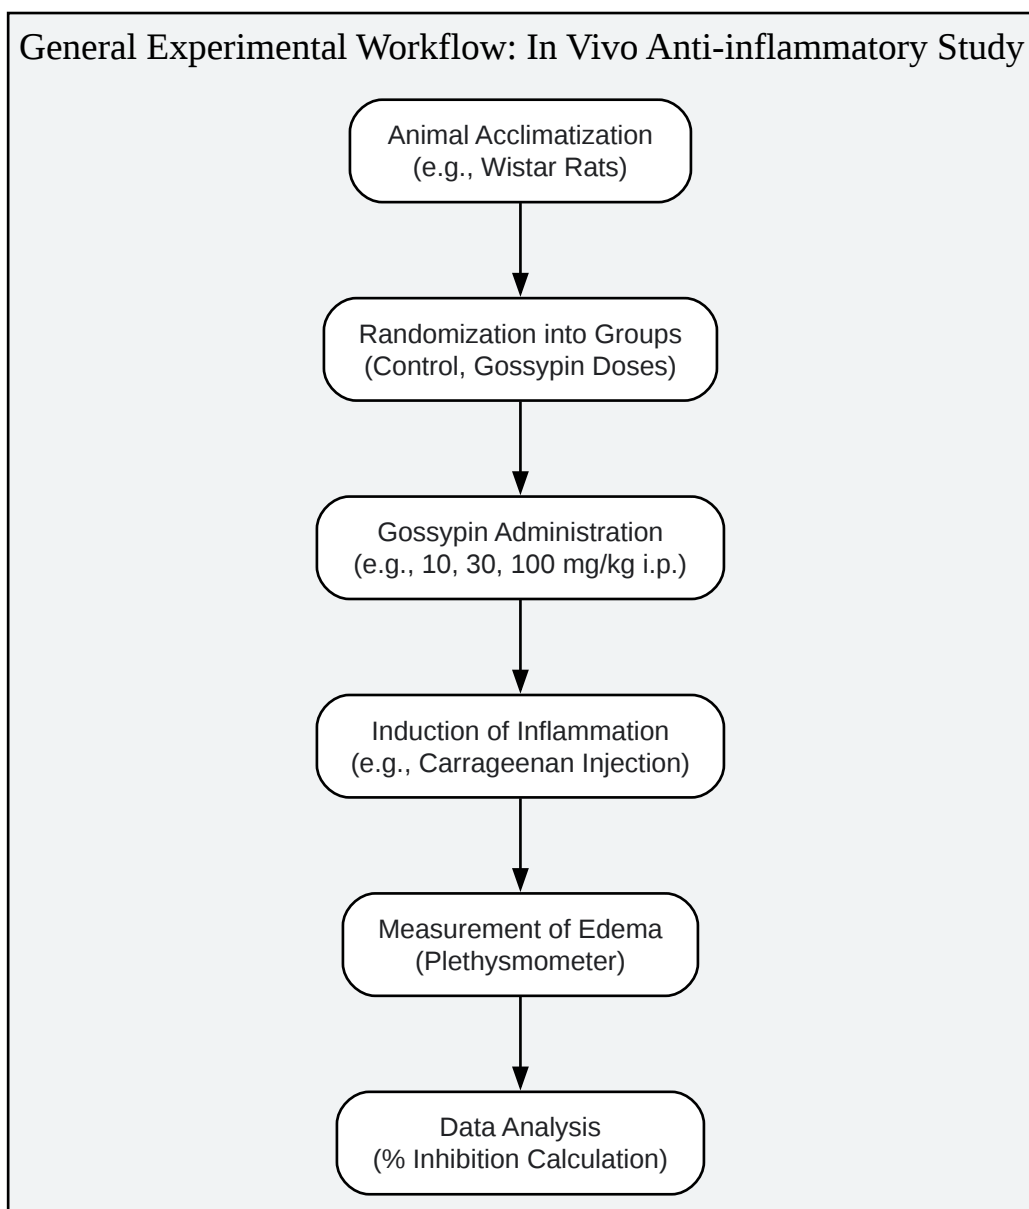 General Experimental Workflow: In Vivo Anti-inflammatory Study
Animal Acclimatization
(e.g., Wistar Rats)
Randomization into Groups
(Control, Gossypin Doses)
Gossypin Administration
(e.g., 10, 30, 100 mg/kg i.p.)
Induction of Inflammation
(e.g., Carrageenan Injection)
Measurement of Edema
(Plethysmometer)
Data Analysis
(% Inhibition Calculation)